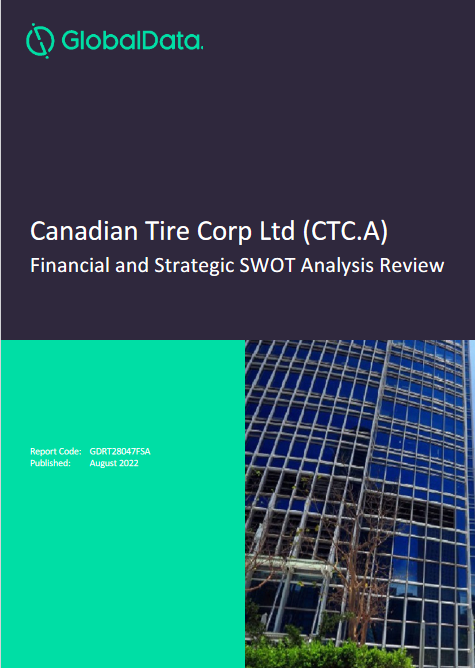 GlobalData.
Canadian Tire Corp Ltd (CTC.A)
Financial and Strategic SWOT Analysis Review
Report Code: GDRT28047FSA
Published: August 2022